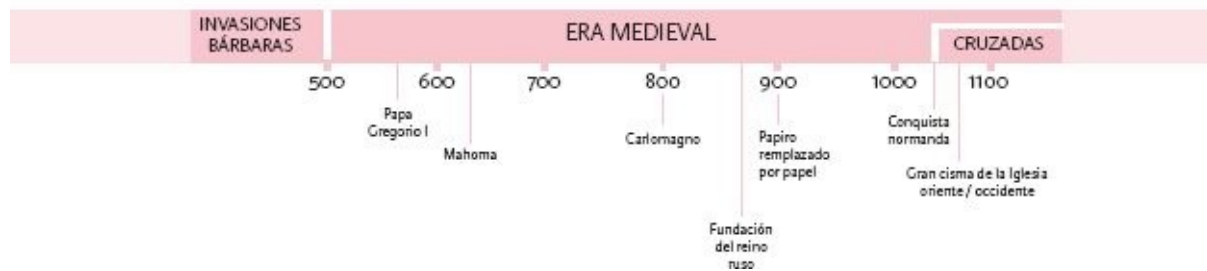 INVASIONES
BÁRBARAS
ERA MEDIEVAL
CRUZADAS
500
600
700
800
900
1000
1100
Papa
Gregorio I
Mahoma
Carlomagno
Fundación
del reino
ruso
Papiro
remplazado
por papel
Conquista
normanda
Gran cisma de la Iglesia
oriente / occidente